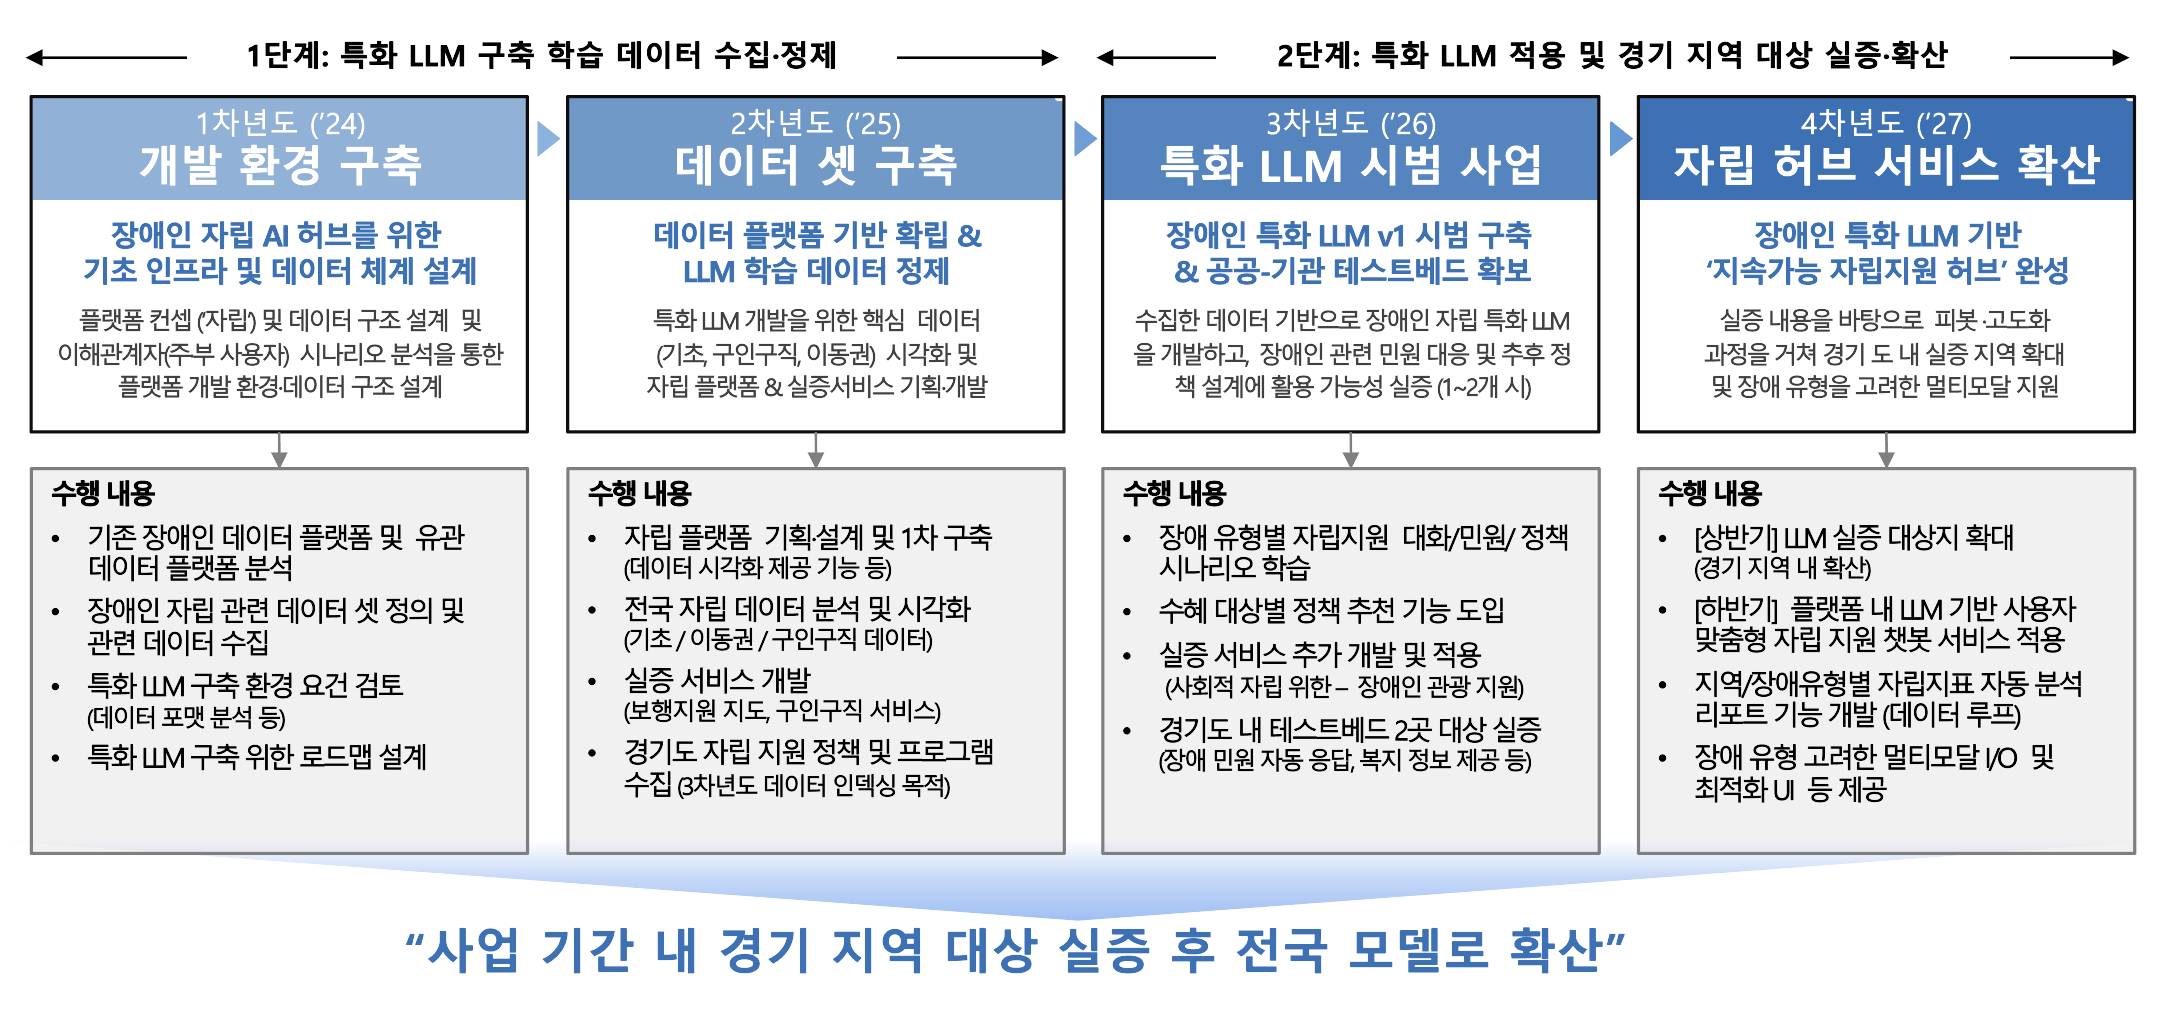 1단계: 특화 LLM 구축 학습 데이터 수집·정제
2단계: 특화 LLM 적용 및 경기 지역 대상 실증·확산
1차년도 ('24)
개발 환경 구축
장애인 자립 AI 허브를 위한
기초 인프라 및 데이터 체계 설계
플랫폼 컨셉 ('자립') 및 데이터 구조 설계 및
이해관계자(주·부 사용자) 시나리오 분석을 통한
플랫폼 개발 환경·데이터 구조 설계
수행 내용
• 기존 장애인 데이터 플랫폼 및 유관
데이터 플랫폼 분석
• 장애인 자립 관련 데이터 셋 정의 및
관련 데이터 수집
• 특화 LLM 구축 환경 요건 검토
(데이터 포맷 분석 등)
• 특화 LLM 구축 위한 로드맵 설계
2차년도 ('25)
데이터 셋 구축
데이터 플랫폼 기반 확립 &
LLM 학습 데이터 정제
특화 LLM 개발을 위한 핵심 데이터
(기초, 구인구직, 이동권) 시각화 및
자립 플랫폼 & 실증서비스 기획·개발
수행 내용
• 자립 플랫폼 기획·설계 및 1차 구축
(데이터 시각화 제공 기능 등)
• 전국 자립 데이터 분석 및 시각화
(기초 / 이동권 / 구인구직 데이터)
• 실증 서비스 개발
(보행지원 지도, 구인구직 서비스)
• 경기도 자립 지원 정책 및 프로그램
수집 (3차년도 데이터 인덱싱 목적)
3차년도 ('26)
특화 LLM 시범 사업
장애인 특화 LLM v1 시범 구축
& 공공-기관 테스트베드 확보
수집한 데이터 기반으로 장애인 자립 특화 LLM
을 개발하고, 장애인 관련 민원 대응 및 추후 정
책 설계에 활용 가능성 실증 (1~2개 시)
수행 내용
• 장애 유형별 자립지원 대화/민원/ 정책
시나리오 학습
• 수혜 대상별 정책 추천 기능 도입
• 실증 서비스 추가 개발 및 적용
(사회적 자립 위한 – 장애인 관광 지원)
• 경기도 내 테스트베드 2곳 대상 실증
(장애 민원 자동 응답, 복지 정보 제공 등)
4차년도 ('27)
자립 허브 서비스 확산
장애인 특화 LLM 기반
‘지속가능 자립지원 허브’ 완성
실증 내용을 바탕으로 피봇·고도화
과정을 거쳐 경기 도 내 실증 지역 확대
및 장애 유형을 고려한 멀티모달 지원
수행 내용
• [상반기] LLM 실증 대상지 확대
(경기 지역 내 확산)
• [하반기] 플랫폼 내 LLM 기반 사용자
맞춤형 자립 지원 챗봇 서비스 적용
• 지역/장애유형별 자립지표 자동 분석
리포트 기능 개발 (데이터 루프)
• 장애 유형 고려한 멀티모달 I/O 및
최적화 UI 등 제공
“사업 기간 내 경기 지역 대상 실증 후 전국 모델로 확산”